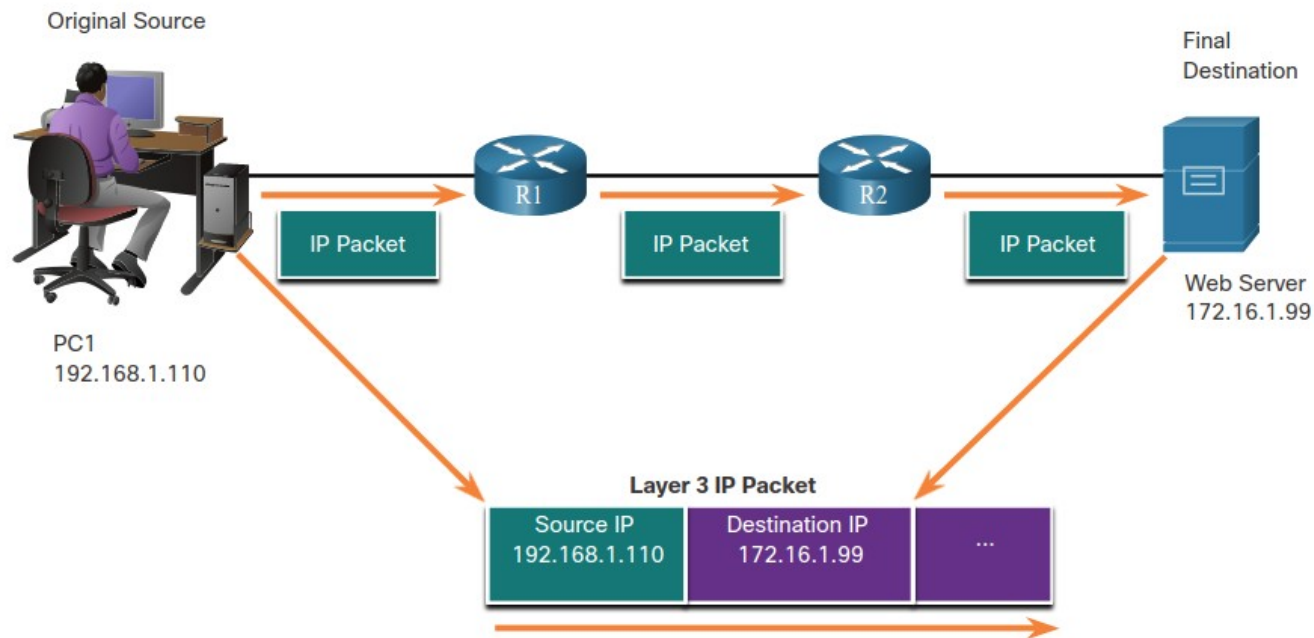 Original Source
Final
Destination
R1
R2
IP Packet
IP Packet
IP Packet
Web Server
172.16.1.99
PC1
192.168.1.110
Layer 3 IP Packet
Source IP
192.168.1.110
Destination IP
172.16.1.99
...